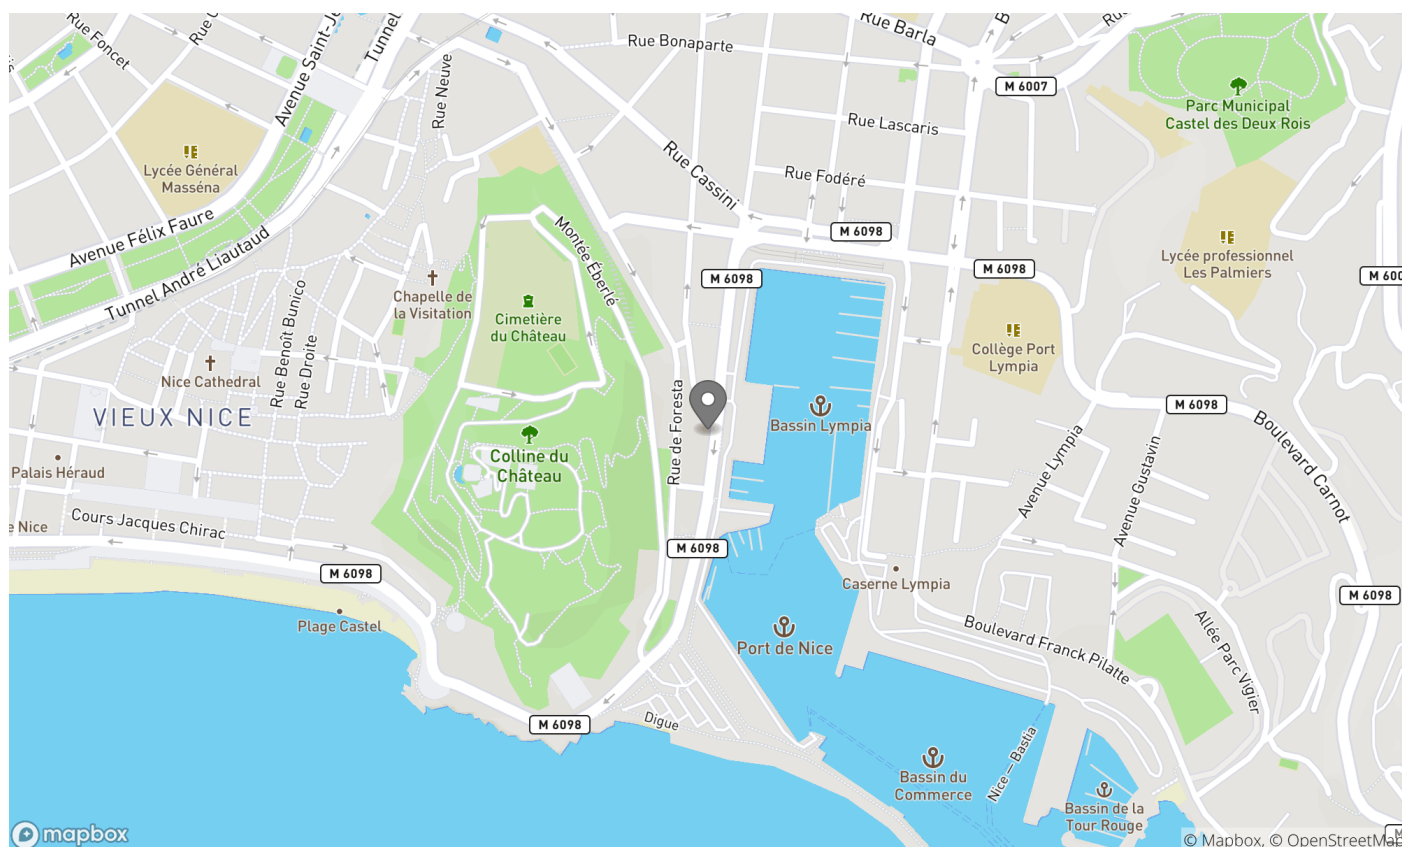 Rue Foncet
Avenue Saint-Je
Tunnel
Rue Neuve
Rue Bonaparte
Rue Barla
M 6007
Parc Municipal
Castel des Deux Rois
Rue Lascaris
Lycée Général
Masséna
Rue Cassini
Rue Fodéré
Avenue Félix Faure
Tunnel André Liautaud
Montée Éberlé
M 6098
M 6098
M 6098
Lycée professionnel
Les Palmiers
M 600
Chapelle de
la Visitation
Cimetière
du Château
Rue Benoît Bunico
Rue Droite
Nice Cathedral
Collège Port
Lympia
VIEUX NICE
Rue de Foresta
Bassin Lympia
M 6098
Boulevard Carnot
Avenue Lympia
Avenue Gustavin
Palais Héraud
Colline du
Château
e Nice
Cours Jacques Chirac
M 6098
M 6098
Caserne Lympia
M 6098
Plage Castel
Port de Nice
Boulevard Franck Pilatte
Allée Parc Vigier
M 6098
Digue
Nice — Bastia
Bassin du
Commerce
Bassin de la
Tour Rouge
mapbox
© Mapbox, © OpenStreetMap